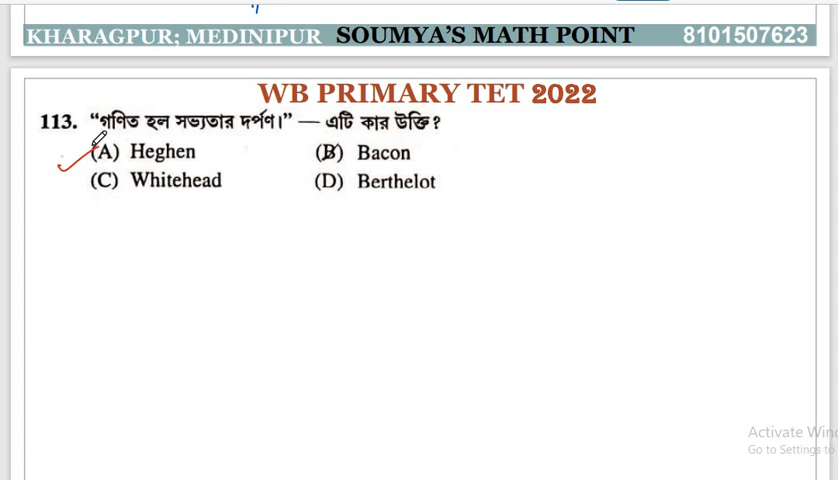 KHARAGPUR; MEDINIPUR SOUMYA'S MATH POINT 8101507623
WB PRIMARY TET 2022
113. “গণিত হল সভ্যতার দর্পণ।” — এটি কার উক্তি?
(A) Heghen (B) Bacon
(C) Whitehead (D) Berthelot
Activate Win
Go to Settings to